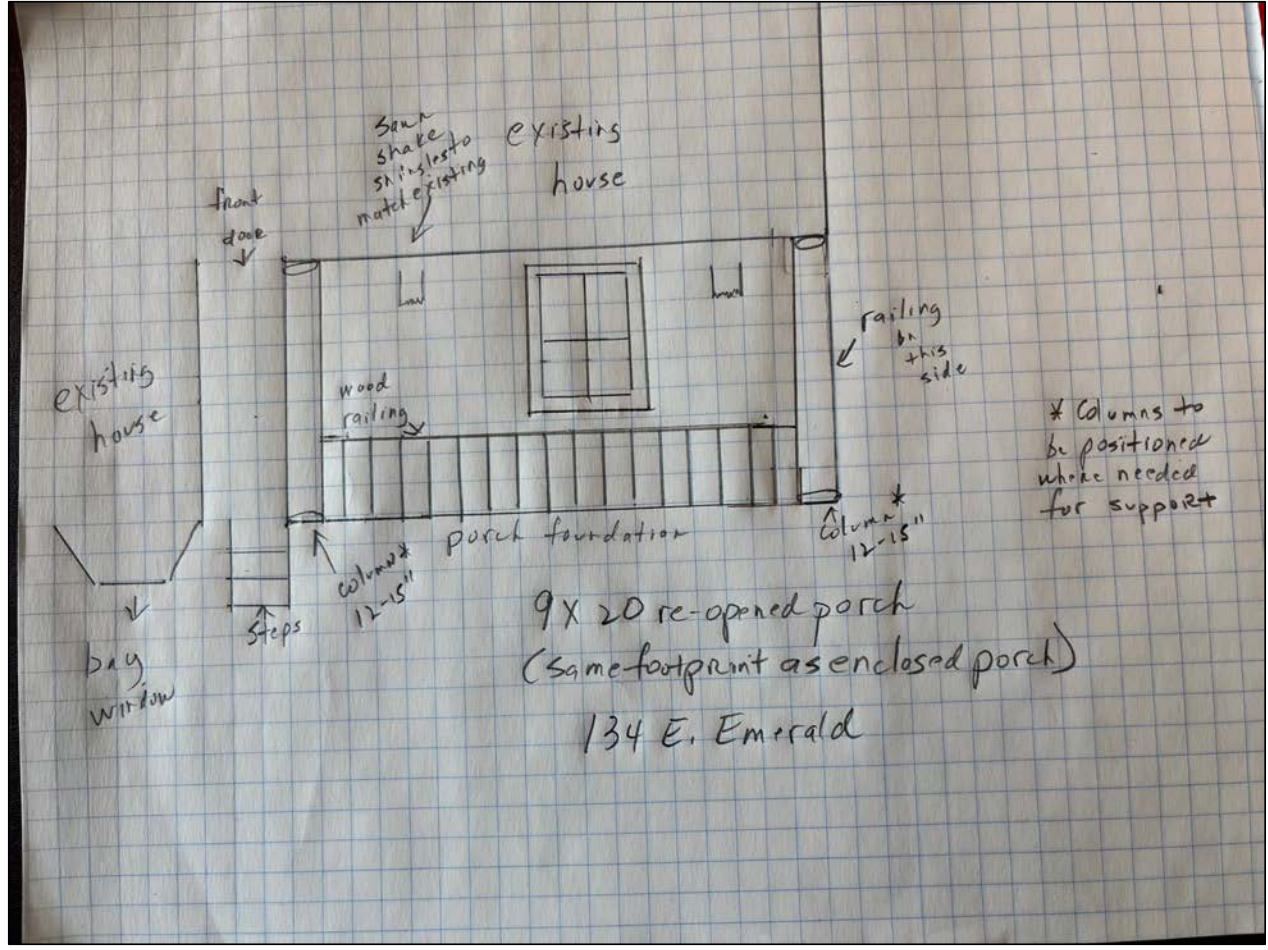 shake
shingles to
match existing
existing
house
front
door
existing
house
wood
railing
railing
on
this
side
* Columns to
be positioned
where needed
for support
porch foundation
column *
12-15"
column *
12-15"
Steps
bay
window
9 X 20 re-opened porch
(same footprint as enclosed porch)
134 E. Emerald